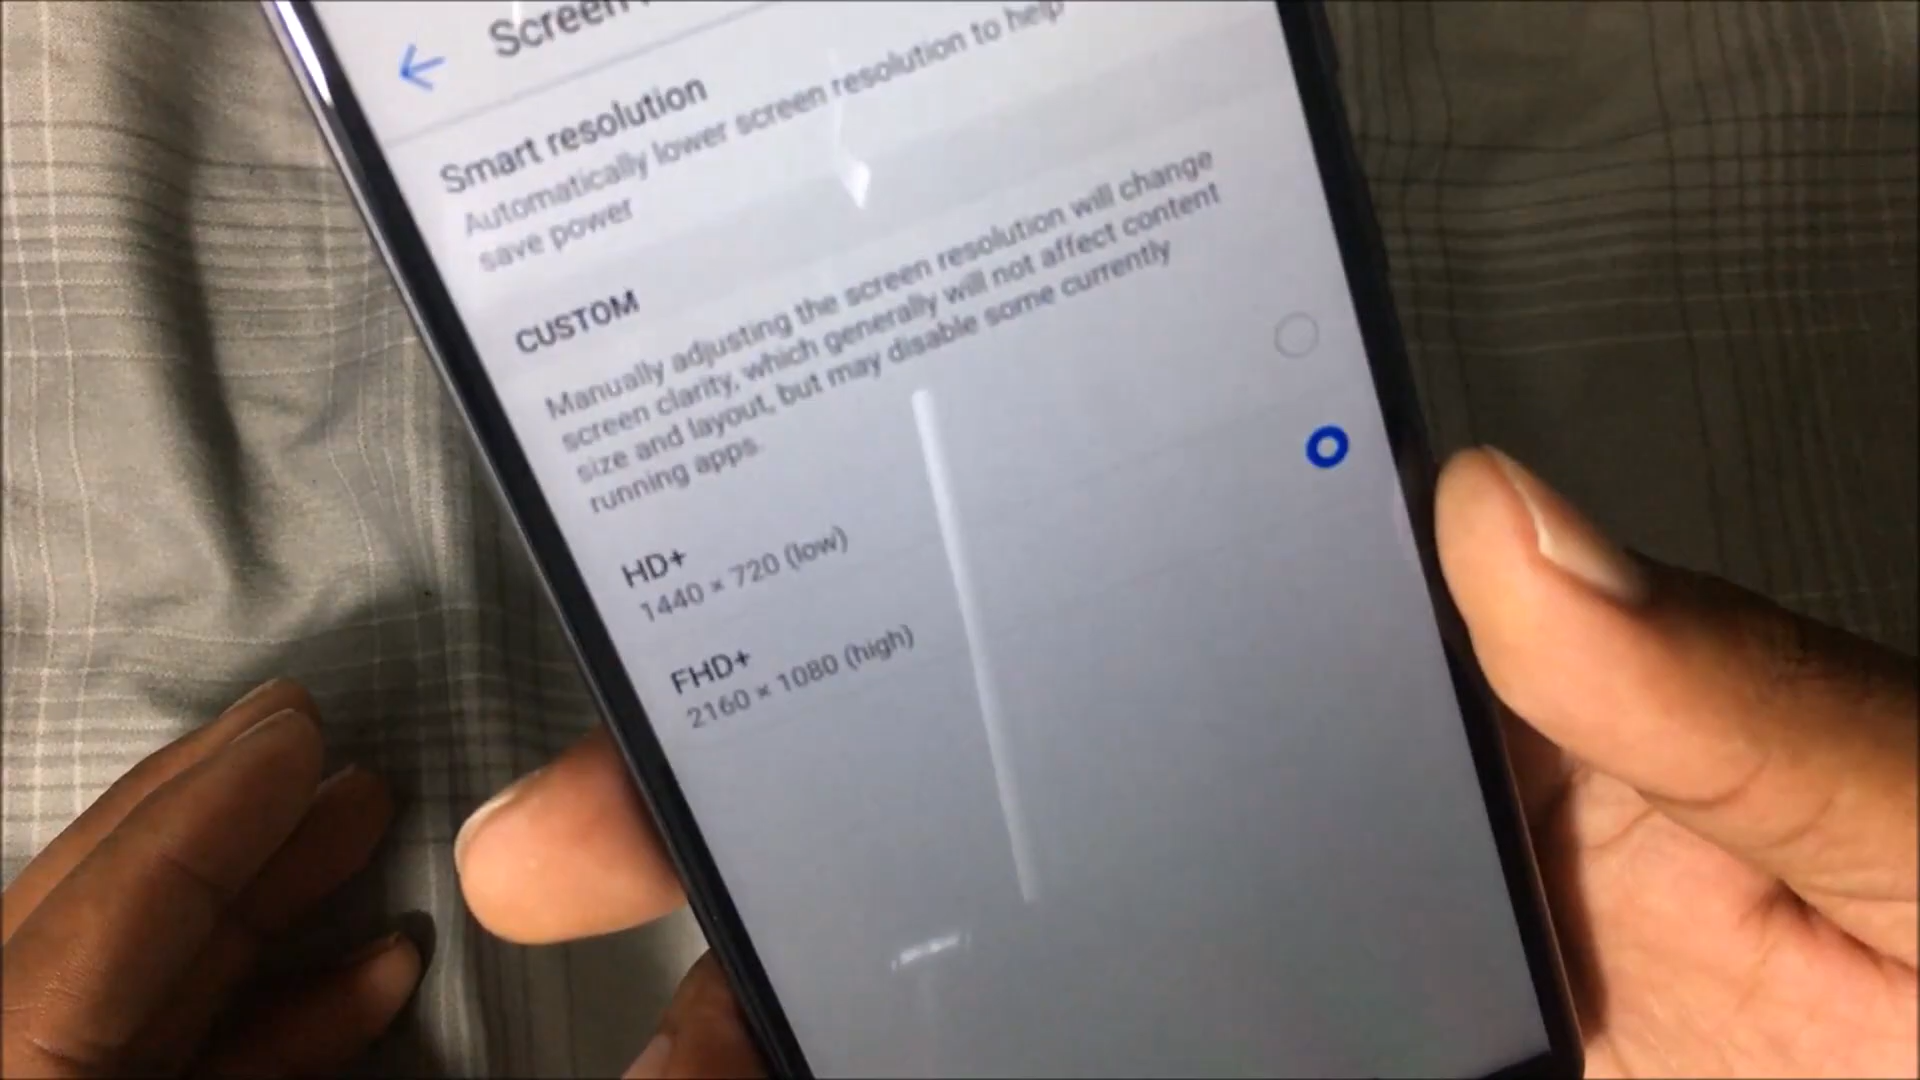 Screen
Smart resolution
Automatically lower screen resolution to help
save power
CUSTOM
Manually adjusting the screen resolution will change
screen clarity, which generally will not affect content
size and layout, but may disable some currently
running apps.
HD+
1440 × 720 (low)
FHD+
2160 × 1080 (high)